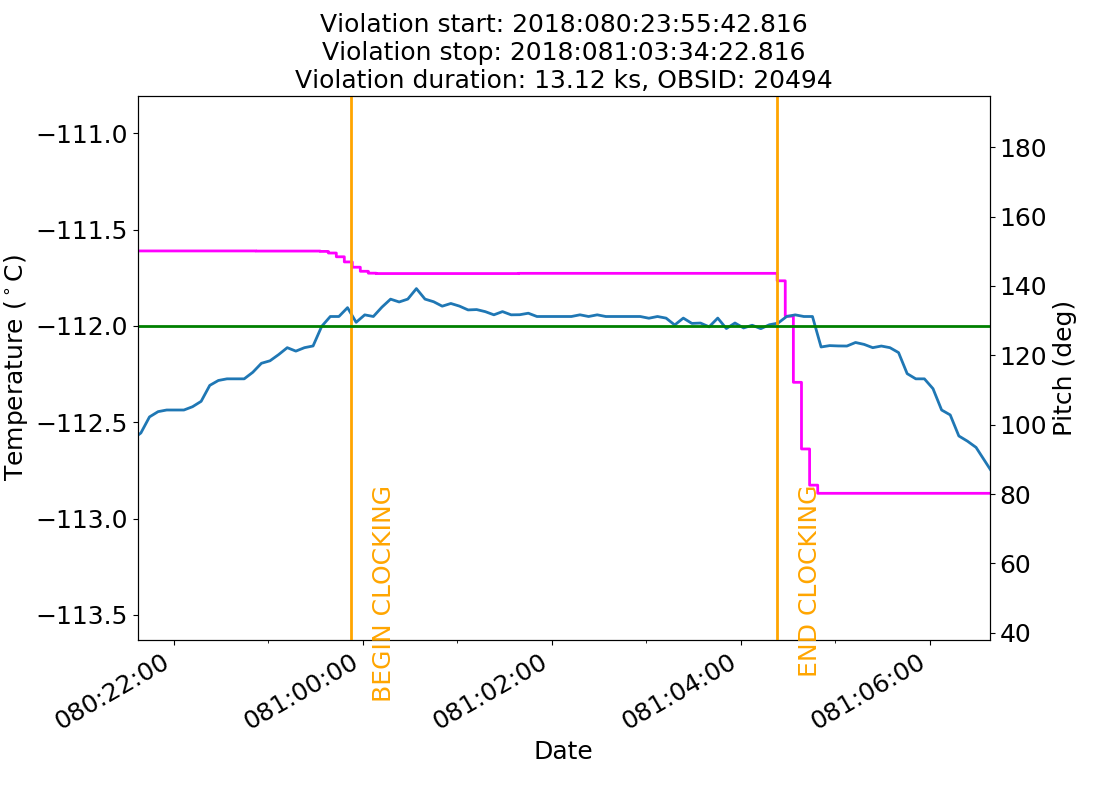 Violation start: 2018:080:23:55:42.816
Violation stop: 2018:081:03:34:22.816
Violation duration: 13.12 ks, OBSID: 20494
Temperature (°C)
−111.0
−111.5
−112.0
−112.5
−113.0
−113.5
180
160
140
120
100
80
60
40
Pitch (deg)
BEGIN CLOCKING
END CLOCKING
080:22:00
081:00:00
081:02:00
081:04:00
081:06:00
Date